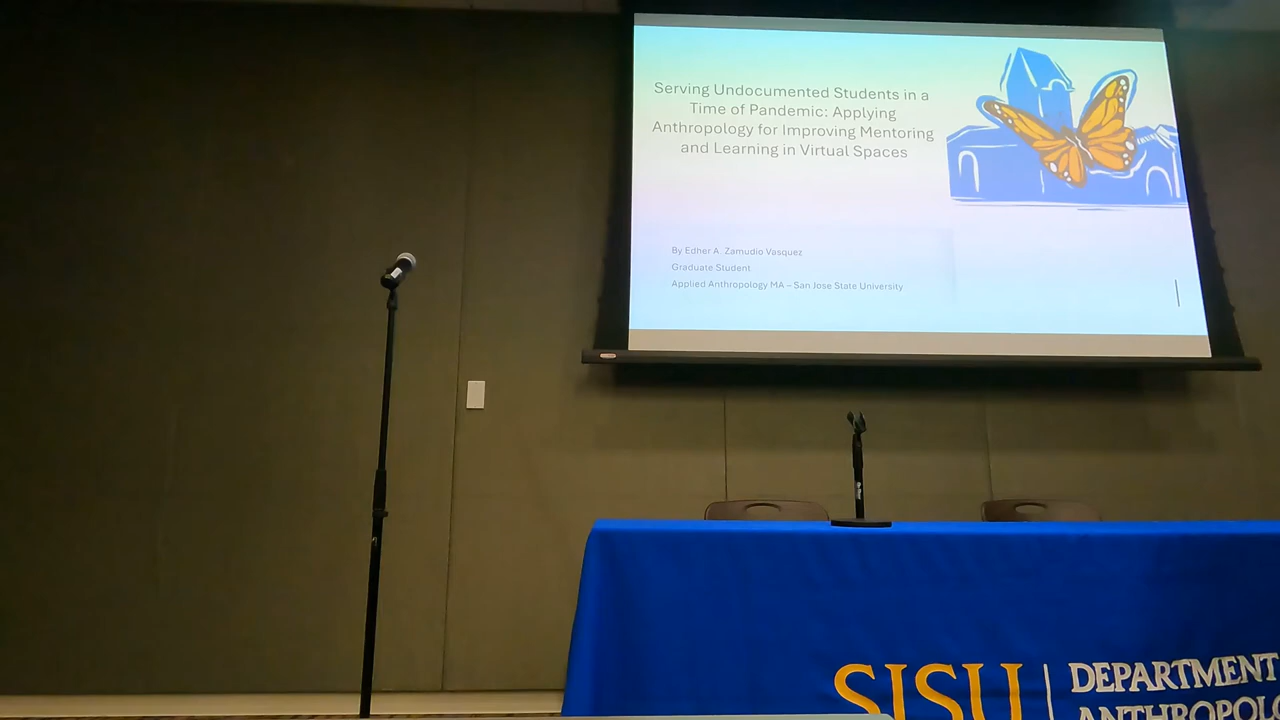 Serving Undocumented Students in a
Time of Pandemic: Applying
Anthropology for Improving Mentoring
and Learning in Virtual Spaces
By Edher A. Zamudio Vasquez
Graduate Student
Applied Anthropology MA – San Jose State University
SJSU
DEPARTMENT
ANTHROPOLO